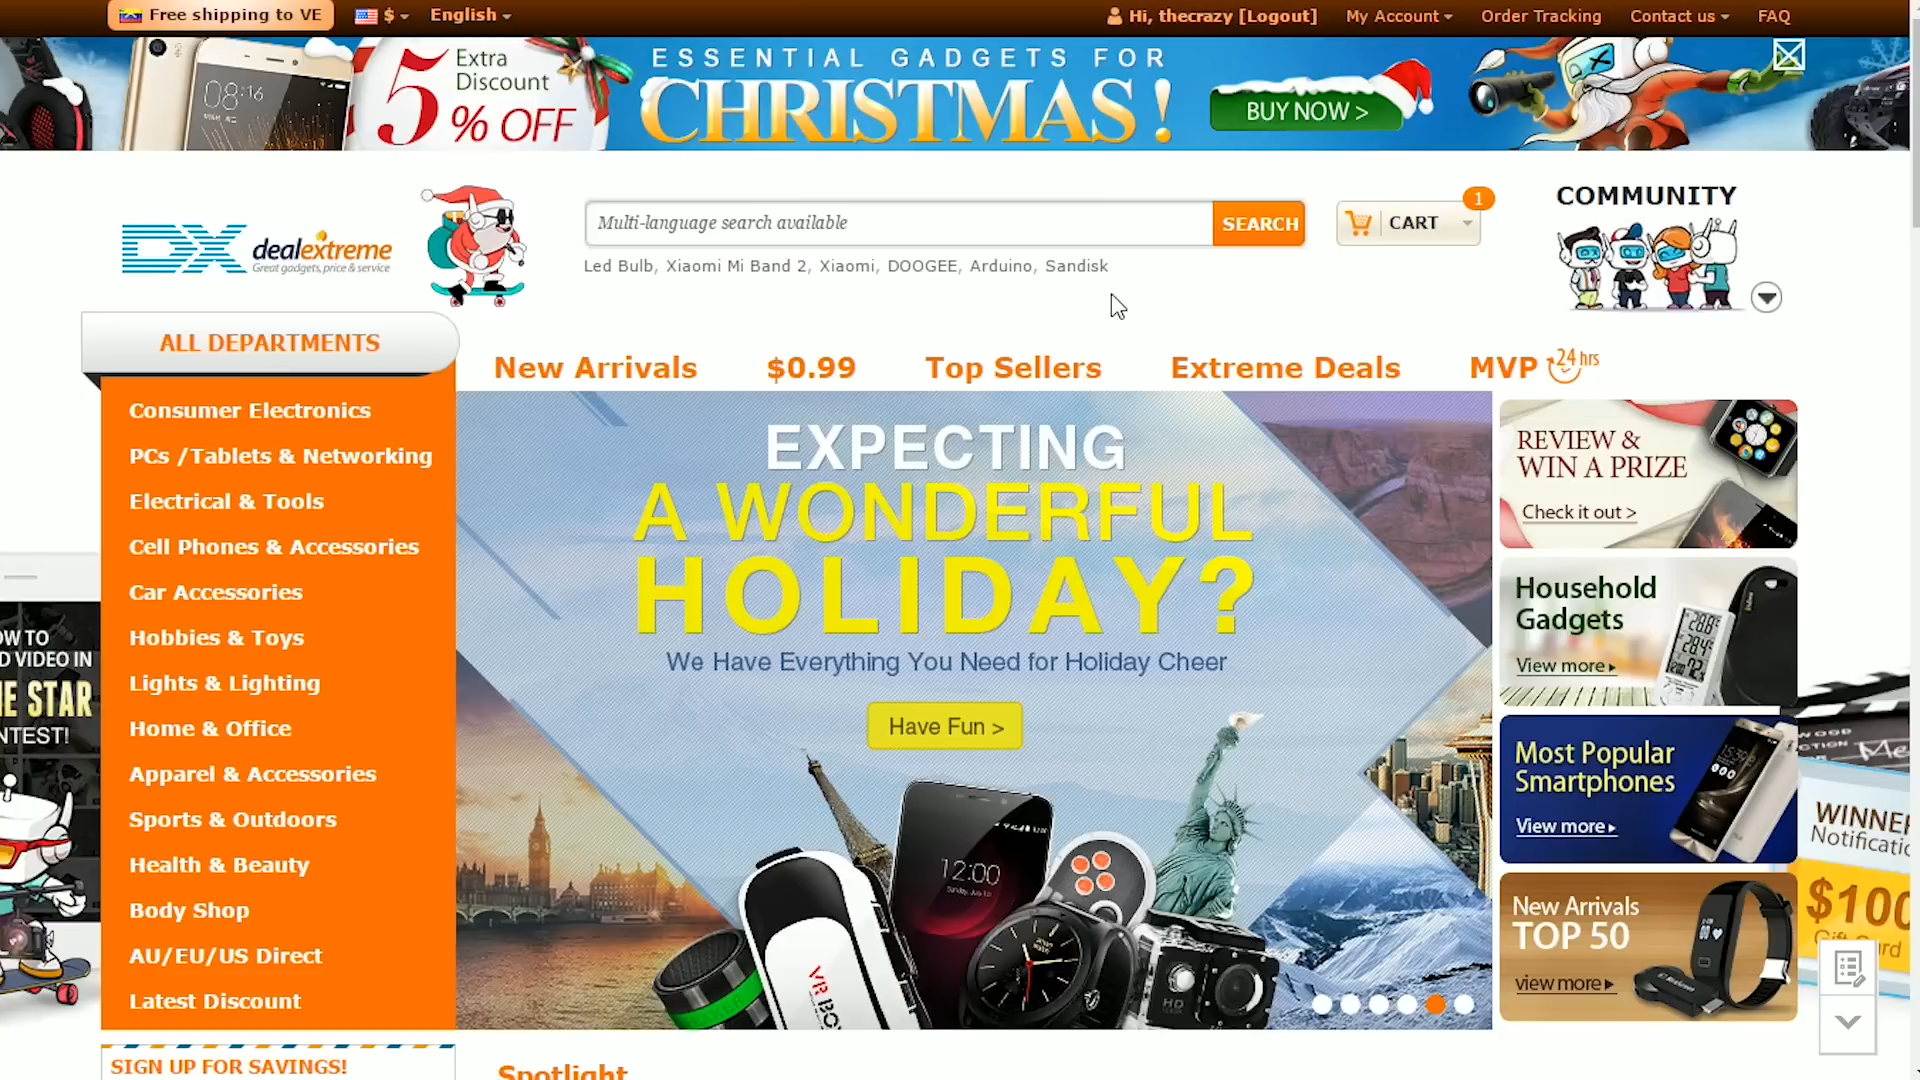 Free shipping to VE
$
English
Hi, thecrazy [Logout]
My Account
Order Tracking
Contact us
FAQ
08:16
5% OFF
Extra
Discount
ESSENTIAL GADGETS FOR
CHRISTMAS!
BUY NOW >
DX dealextreme
Great gadgets, price & service
Multi-language search available
SEARCH
CART
1
COMMUNITY
Led Bulb, Xiaomi Mi Band 2, Xiaomi, DOOGEE, Arduino, Sandisk
ALL DEPARTMENTS
New Arrivals
$0.99
Top Sellers
Extreme Deals
MVP 24 hrs
Consumer Electronics
PCs /Tablets & Networking
Electrical & Tools
Cell Phones & Accessories
Car Accessories
Hobbies & Toys
Lights & Lighting
Home & Office
Apparel & Accessories
Sports & Outdoors
Health & Beauty
Body Shop
AU/EU/US Direct
Latest Discount
EXPECTING
A WONDERFUL
HOLIDAY?
We Have Everything You Need for Holiday Cheer
Have Fun >
12:00
VR BO
HD
REVIEW &
WIN A PRIZE
Check it out >
Household
Gadgets
View more
Most Popular
Smartphones
View more
New Arrivals
TOP 50
view more
OW TO
D VIDEO IN
E STAR
NTEST!
WINNER
Notificatio
$100
Gift Card
SIGN UP FOR SAVINGS!
Spotlight